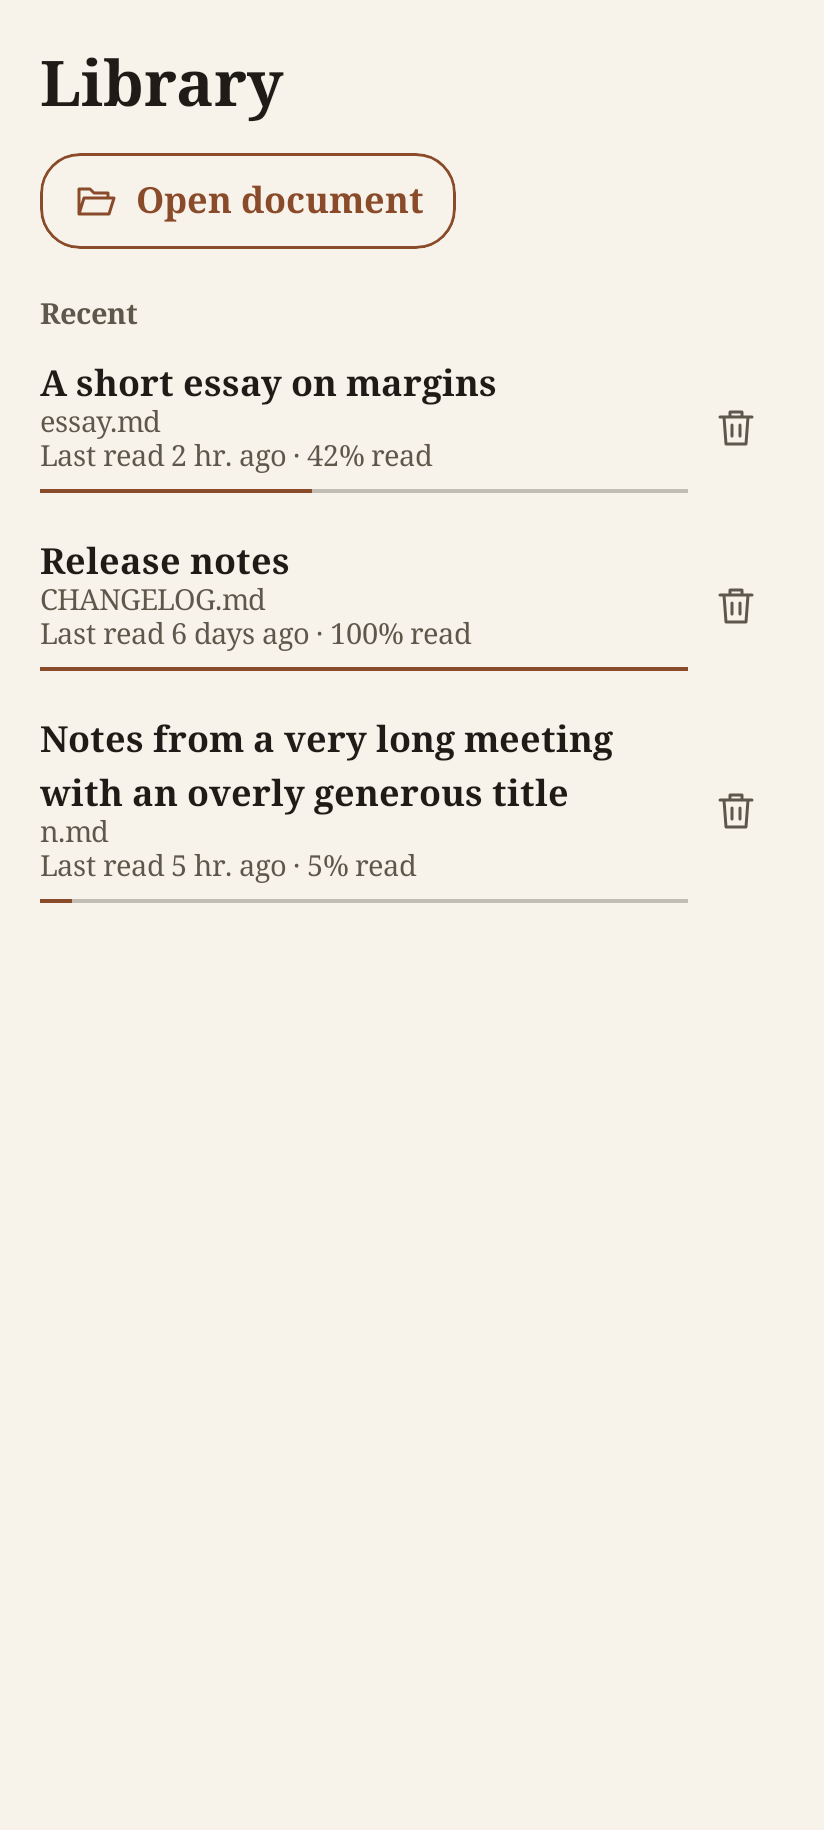 Library
Open document
Recent
A short essay on margins
essay.md
Last read 2 hr. ago · 42% read
Release notes
CHANGELOG.md
Last read 6 days ago · 100% read
Notes from a very long meeting
with an overly generous title
n.md
Last read 5 hr. ago · 5% read